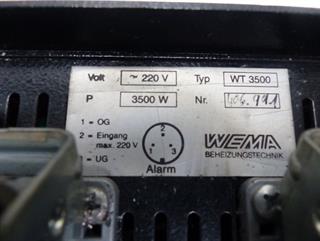 Volt ~ 220 V Typ WT 3500
P 3500 W Nr.
1 = OG
2 = Eingang
max. 220 V
= UG
2
1 3
Alarm
WEMA
BEHEIZUNGSTECHNIK